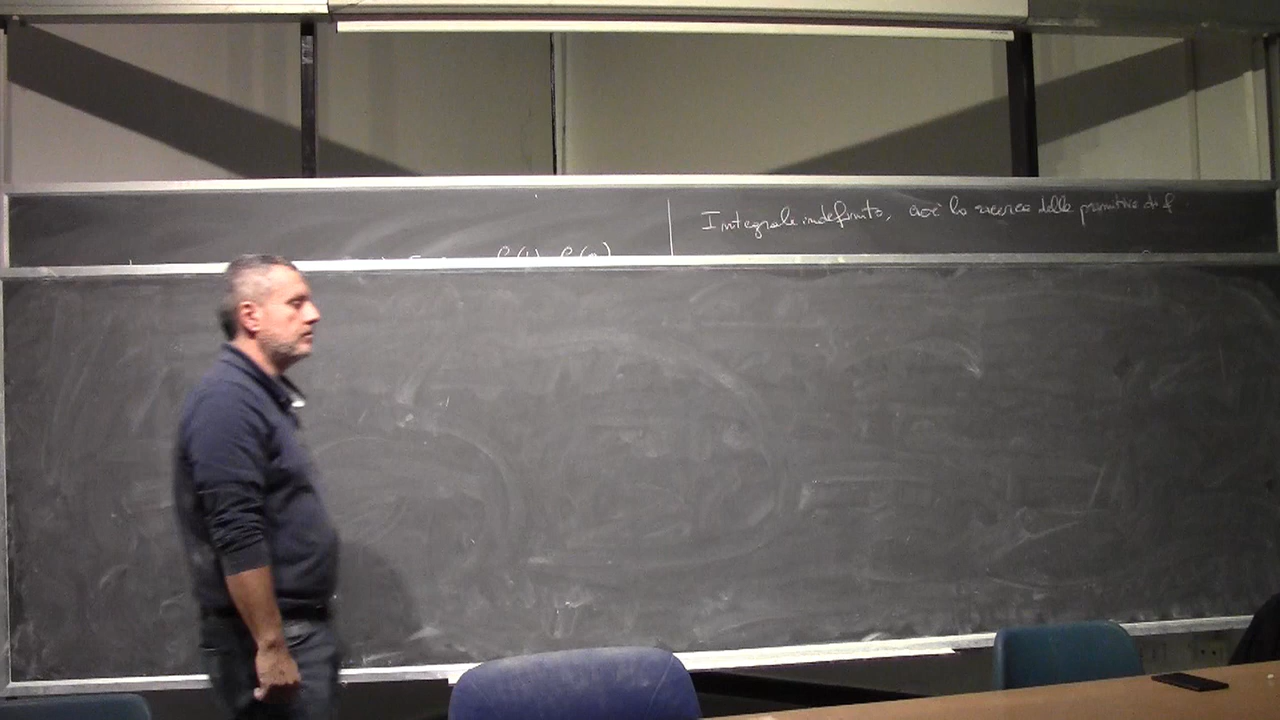 Integrale indefinito, cioè la ricerca delle primitive di f